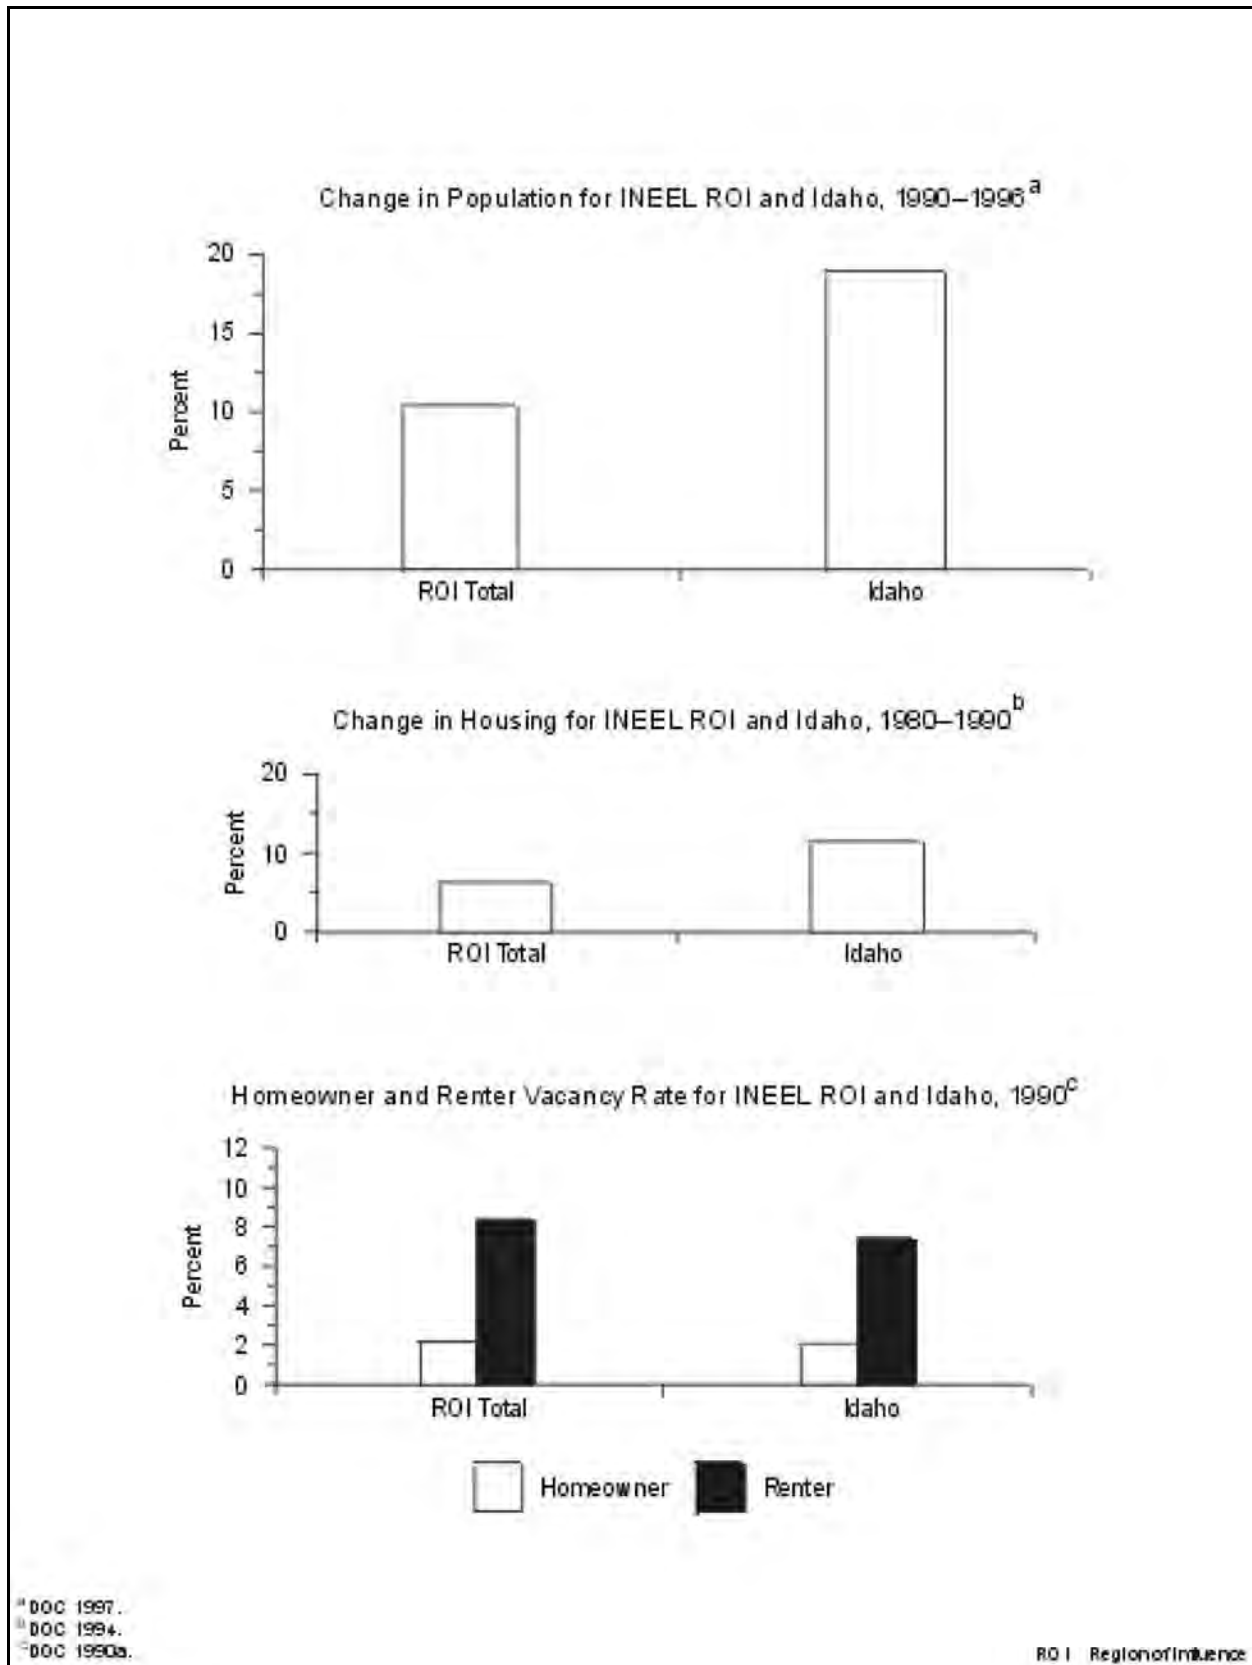 Change in Population for INEEL ROI and Idaho, 1990–1996a
20
15
10
5
0
Percent
ROI Total Idaho
Change in Housing for INEEL ROI and Idaho, 1980–1990b
20
10
0
Percent
ROI Total Idaho
Homeowner and Renter Vacancy Rate for INEEL ROI and Idaho, 1990c
12
10
8
6
4
2
0
Percent
ROI Total Idaho
Homeowner Renter
a DOC 1997.
b DOC 1994.
c DOC 1990a.
ROI Region of Influence